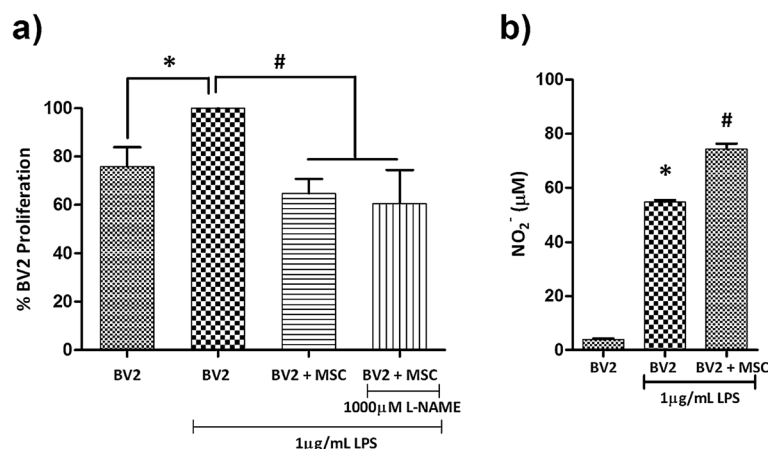 a)
*
#
% BV2 Proliferation
100
80
60
40
20
0
BV2
BV2
BV2 + MSC
BV2 + MSC
1000μM L-NAME
1μg/mL LPS
b)
NO₂⁻ (μM)
100
80
60
40
20
0
*
#
BV2
BV2
BV2 + MSC
1μg/mL LPS